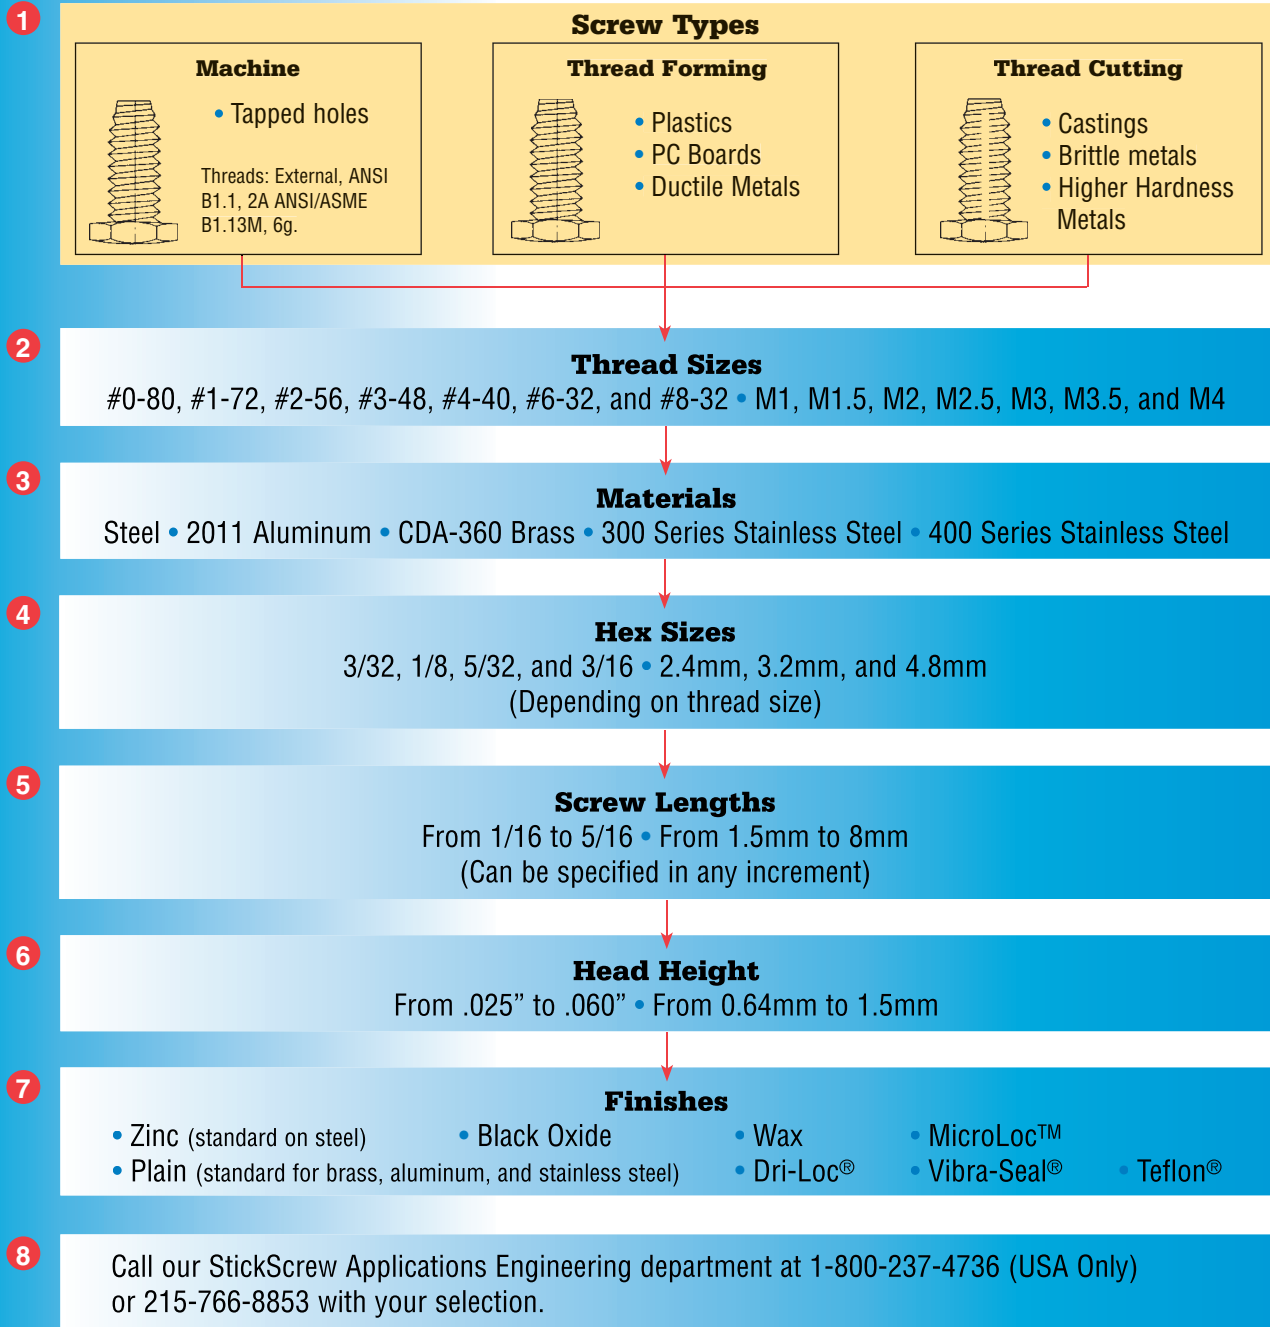 1
Screw Types
Machine
• Tapped holes
Threads: External, ANSI
B1.1, 2A ANSI/ASME
B1.13M, 6g.
Thread Forming
• Plastics
• PC Boards
• Ductile Metals
Thread Cutting
• Castings
• Brittle metals
• Higher Hardness
Metals
2
Thread Sizes
#0-80, #1-72, #2-56, #3-48, #4-40, #6-32, and #8-32 • M1, M1.5, M2, M2.5, M3, M3.5, and M4
3
Materials
Steel • 2011 Aluminum • CDA-360 Brass • 300 Series Stainless Steel • 400 Series Stainless Steel
4
Hex Sizes
3/32, 1/8, 5/32, and 3/16 • 2.4mm, 3.2mm, and 4.8mm
(Depending on thread size)
5
Screw Lengths
From 1/16 to 5/16 • From 1.5mm to 8mm
(Can be specified in any increment)
6
Head Height
From .025” to .060” • From 0.64mm to 1.5mm
7
Finishes
• Zinc (standard on steel) • Black Oxide • Wax • MicroLoc™
• Plain (standard for brass, aluminum, and stainless steel) • Dri-Loc® • Vibra-Seal® • Teflon®
8
Call our StickScrew Applications Engineering department at 1-800-237-4736 (USA Only)
or 215-766-8853 with your selection.